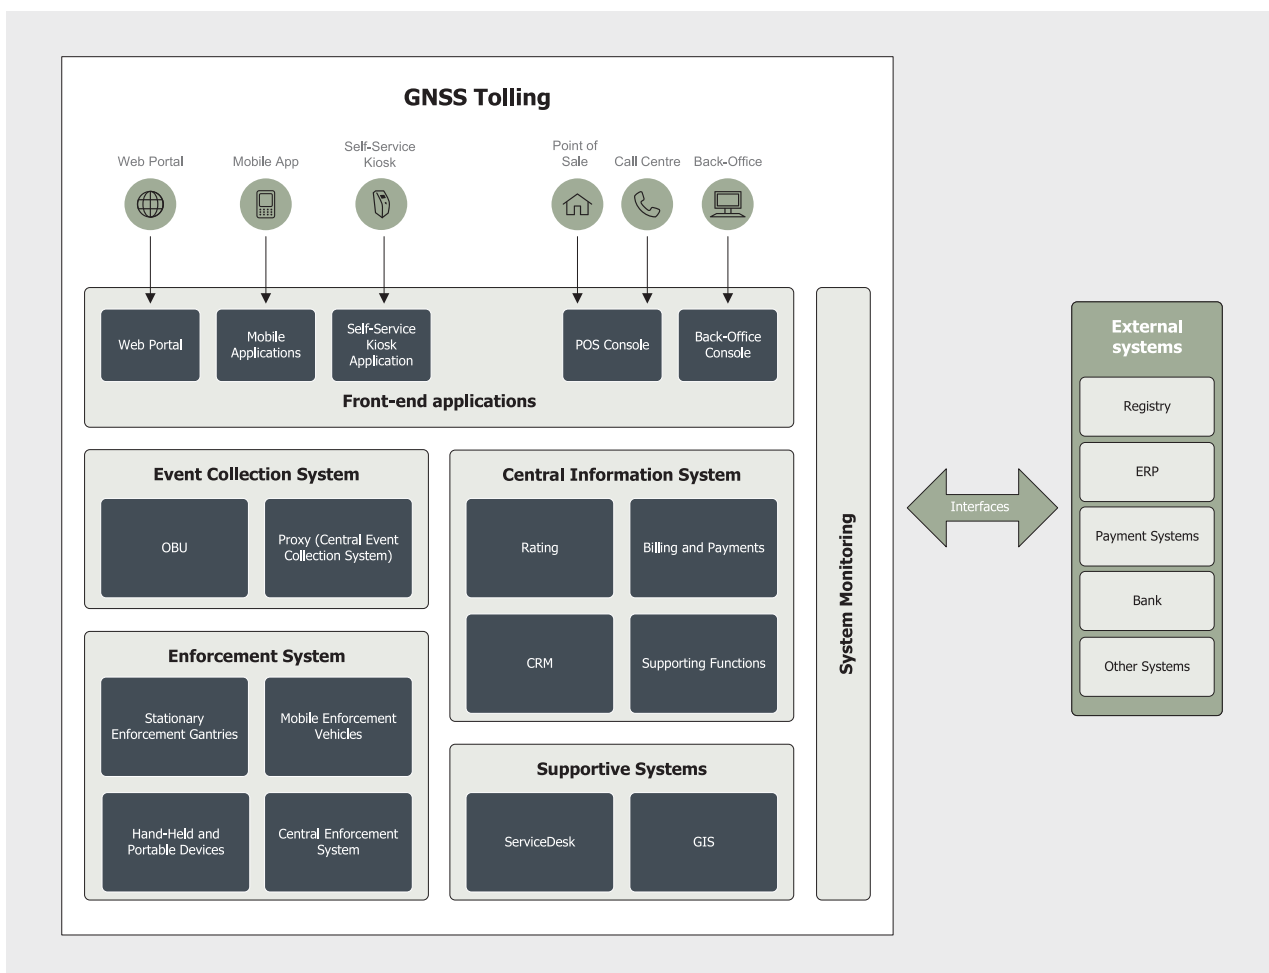 GNSS Tolling
Web Portal
Mobile App
Self-Service
Kiosk
Point of
Sale
Call Centre
Back-Office
Web Portal
Mobile
Applications
Self-Service
Kiosk
Application
POS Console
Back-Office
Console
Front-end applications
Event Collection System
OBU
Proxy (Central Event
Collection System)
Enforcement System
Stationary
Enforcement Gantries
Mobile Enforcement
Vehicles
Hand-Held and
Portable Devices
Central Enforcement
System
Central Information System
Rating
Billing and Payments
CRM
Supporting Functions
Supportive Systems
ServiceDesk
GIS
System Monitoring
Interfaces
External
systems
Registry
ERP
Payment Systems
Bank
Other Systems